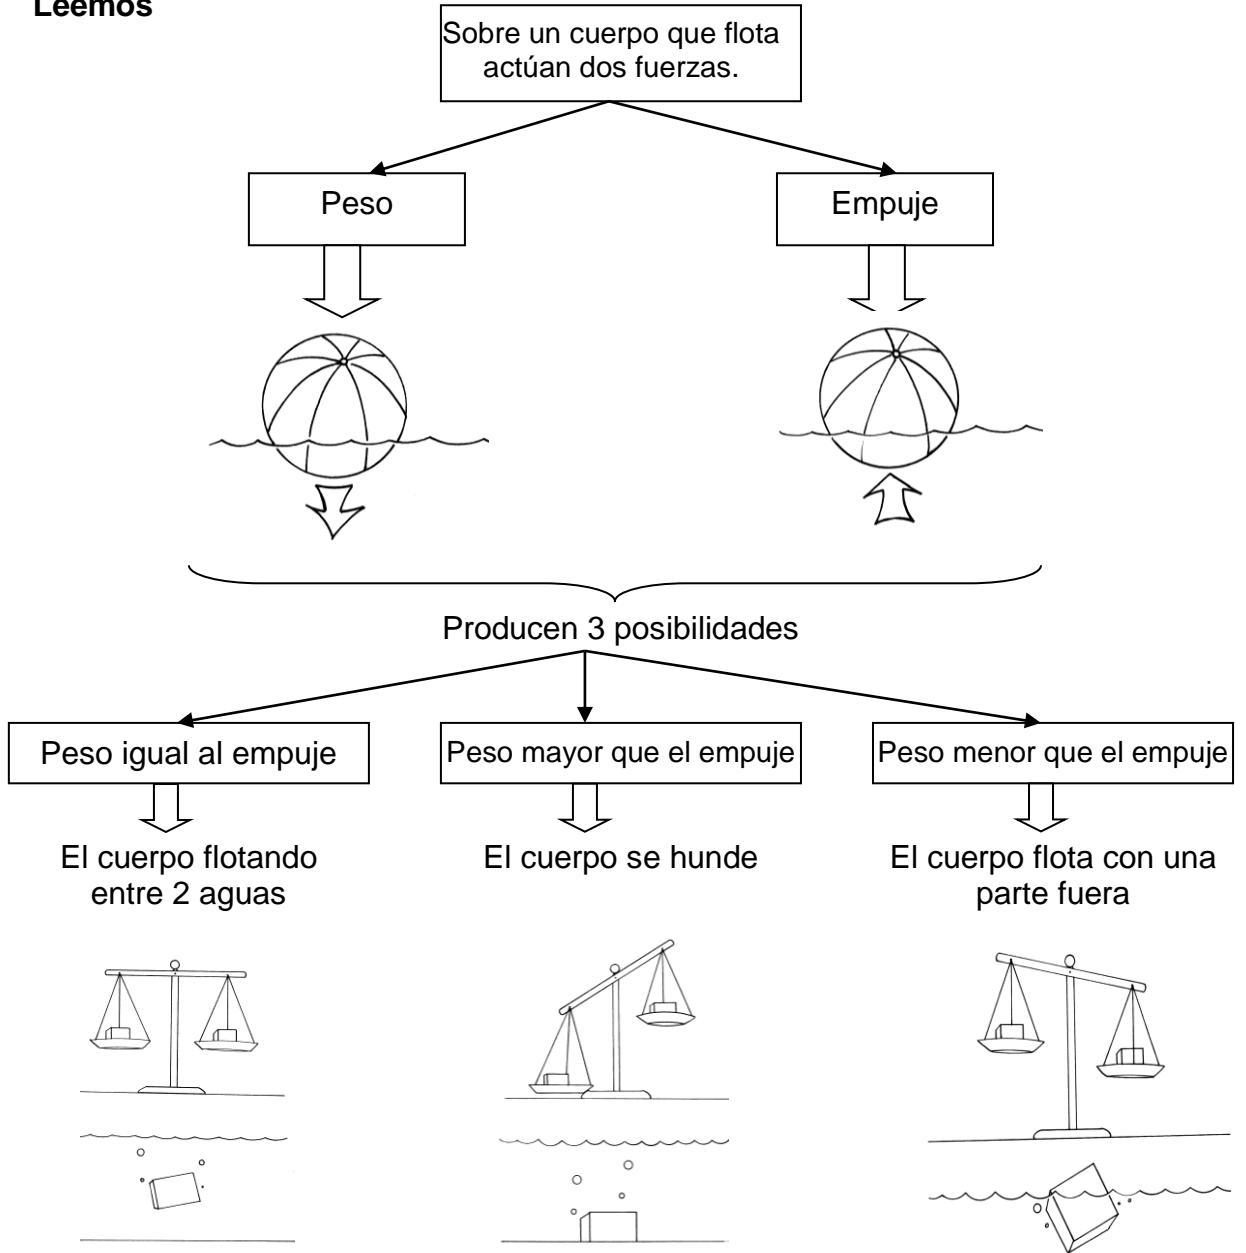 Leemos
Sobre un cuerpo que flota
actúan dos fuerzas.
Peso
Empuje
Producen 3 posibilidades
Peso igual al empuje
Peso mayor que el empuje
Peso menor que el empuje
El cuerpo flotando
entre 2 aguas
El cuerpo se hunde
El cuerpo flota con una
parte fuera